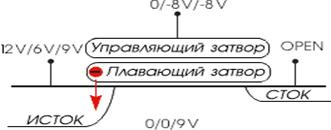 0/-8V/-8V
12V/6V/9V
Управляющий затвор
OPEN
Плавающий затвор
СТОК
ИСТОК
0/0/9V